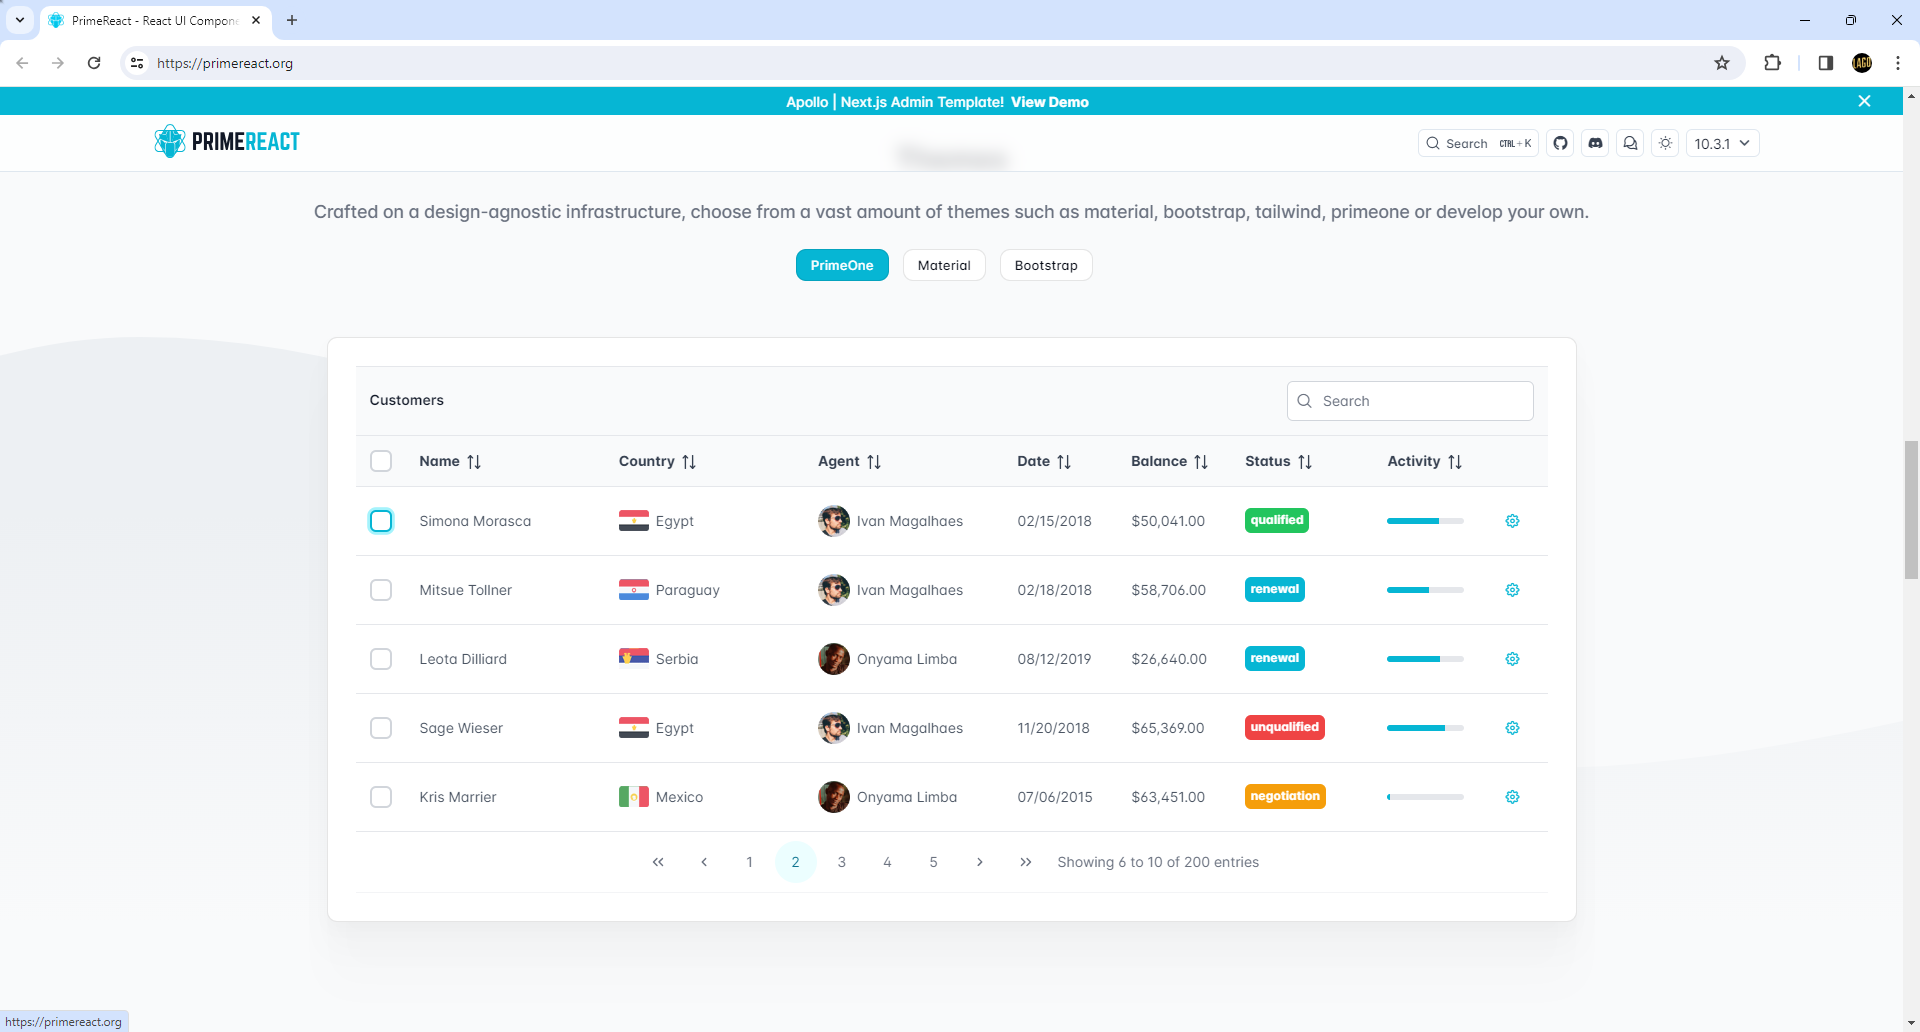 PrimeReact - React UI Compone
https://primereact.org
Apollo | Next.js Admin Template! View Demo
PRIMEREACT
Themes
Search CTRL+K
10.3.1
Crafted on a design-agnostic infrastructure, choose from a vast amount of themes such as material, bootstrap, tailwind, primeone or develop your own.
PrimeOne Material Bootstrap
Customers
Search
Name Country Agent Date Balance Status Activity
Simona Morasca Egypt Ivan Magalhaes 02/15/2018 $50,041.00 qualified
Mitsue Tollner Paraguay Ivan Magalhaes 02/18/2018 $58,706.00 renewal
Leota Dilliard Serbia Onyama Limba 08/12/2019 $26,640.00 renewal
Sage Wieser Egypt Ivan Magalhaes 11/20/2018 $65,369.00 unqualified
Kris Marrier Mexico Onyama Limba 07/06/2015 $63,451.00 negotiation
1 2 3 4 5 Showing 6 to 10 of 200 entries
https://primereact.org